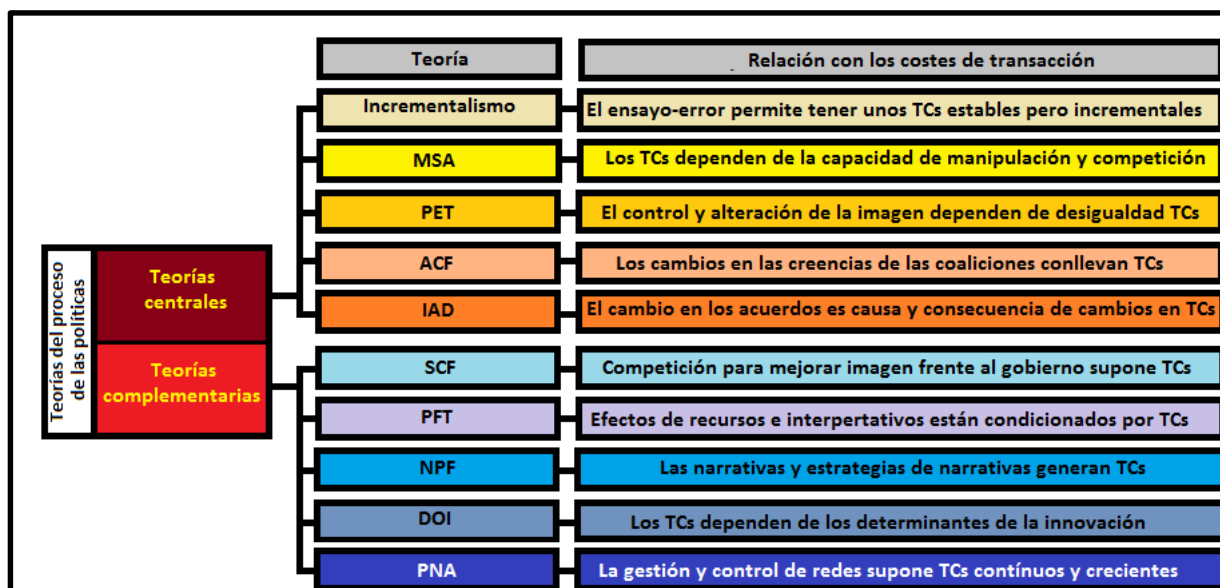 Teoría
. Relación con los costes de transacción
Incrementalismo
El ensayo-error permite tener unos TCs estables pero incrementales
MSA
Los TCs dependen de la capacidad de manipulación y competición
PET
El control y alteración de la imagen dependen de desigualdad TCs
ACF
Los cambios en las creencias de las coaliciones conllevan TCs
IAD
El cambio en los acuerdos es causa y consecuencia de cambios en TCs
Teorías del proceso
de las políticas
Teorías
centrales
Teorías
complementarias
SCF
Competición para mejorar imagen frente al gobierno supone TCs
PFT
Efectos de recursos e interpertativos están condicionados por TCs
NPF
Las narrativas y estrategias de narrativas generan TCs
DOI
Los TCs dependen de los determinantes de la innovación
PNA
La gestión y control de redes supone TCs contínuos y crecientes